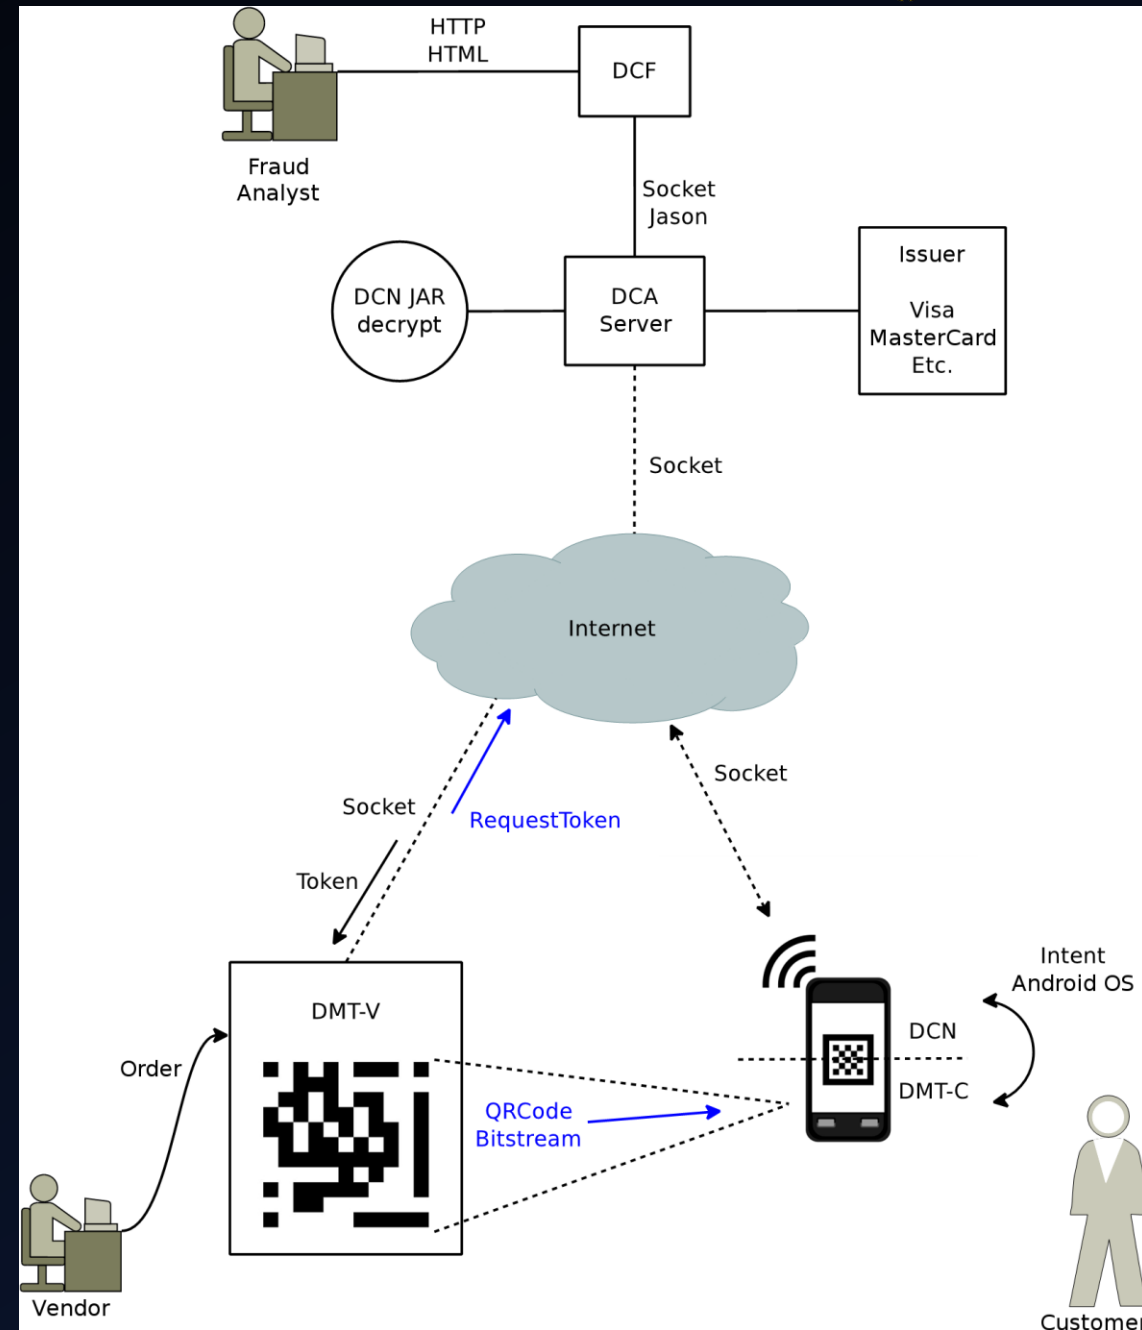 HTTP
HTML
DCF
Fraud
Analyst
Socket
Jason
DCN JAR
decrypt
DCA
Server
Issuer
Visa
MasterCard
Etc.
Socket
Internet
Socket
RequestToken
Token
Socket
DMT-V
Order
QRCode
Bitstream
Intent
Android OS
DCN
DMT-C
Vendor
Customer